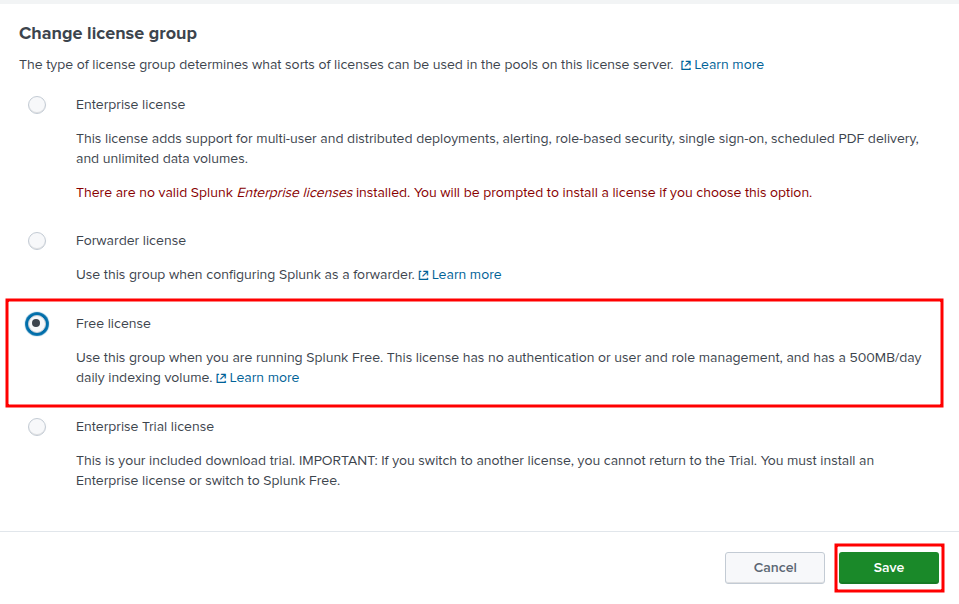 Change license group
The type of license group determines what sorts of licenses can be used in the pools on this license server. Learn more
Enterprise license
This license adds support for multi-user and distributed deployments, alerting, role-based security, single sign-on, scheduled PDF delivery,
and unlimited data volumes.
There are no valid Splunk Enterprise licenses installed. You will be prompted to install a license if you choose this option.
Forwarder license
Use this group when configuring Splunk as a forwarder. Learn more
Free license
Use this group when you are running Splunk Free. This license has no authentication or user and role management, and has a 500MB/day
daily indexing volume. Learn more
Enterprise Trial license
This is your included download trial. IMPORTANT: If you switch to another license, you cannot return to the Trial. You must install an
Enterprise license or switch to Splunk Free.
Cancel Save